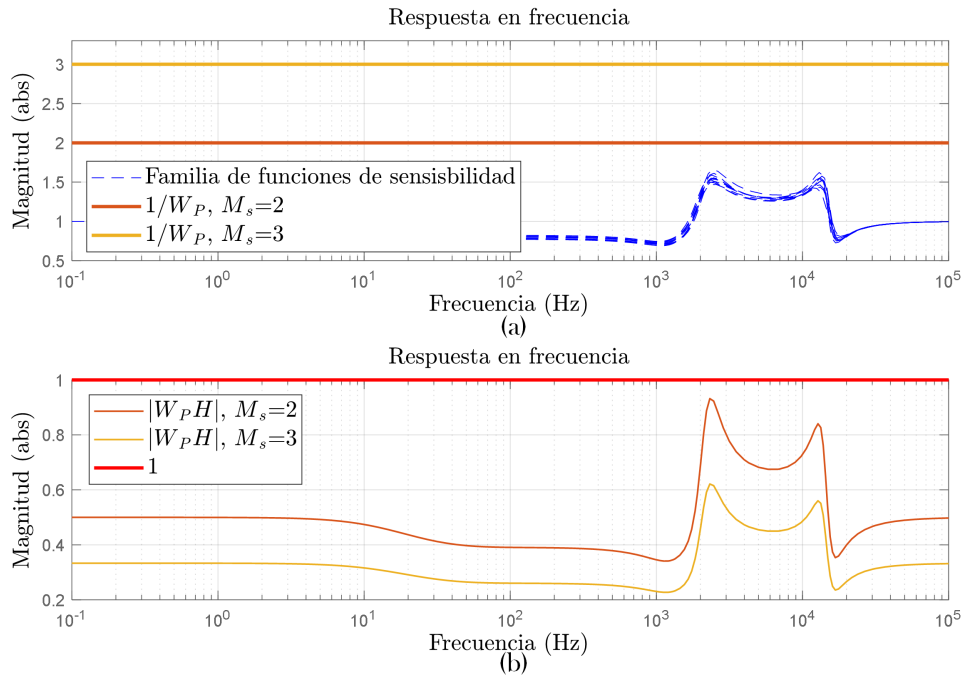 Respuesta en frecuencia
Magnitud (abs)
3
2.5
2
1.5
1
0.5
Familia de funciones de sensisbilidad
1/W_P, M_s=2
1/W_P, M_s=3
10^-1 10^0 10^1 10^2 10^3 10^4 10^5
Frecuencia (Hz)
(a)
Respuesta en frecuencia
Magnitud (abs)
1
0.8
0.6
0.4
0.2
|W_P H|, M_s=2
|W_P H|, M_s=3
1
10^-1 10^0 10^1 10^2 10^3 10^4 10^5
Frecuencia (Hz)
(b)